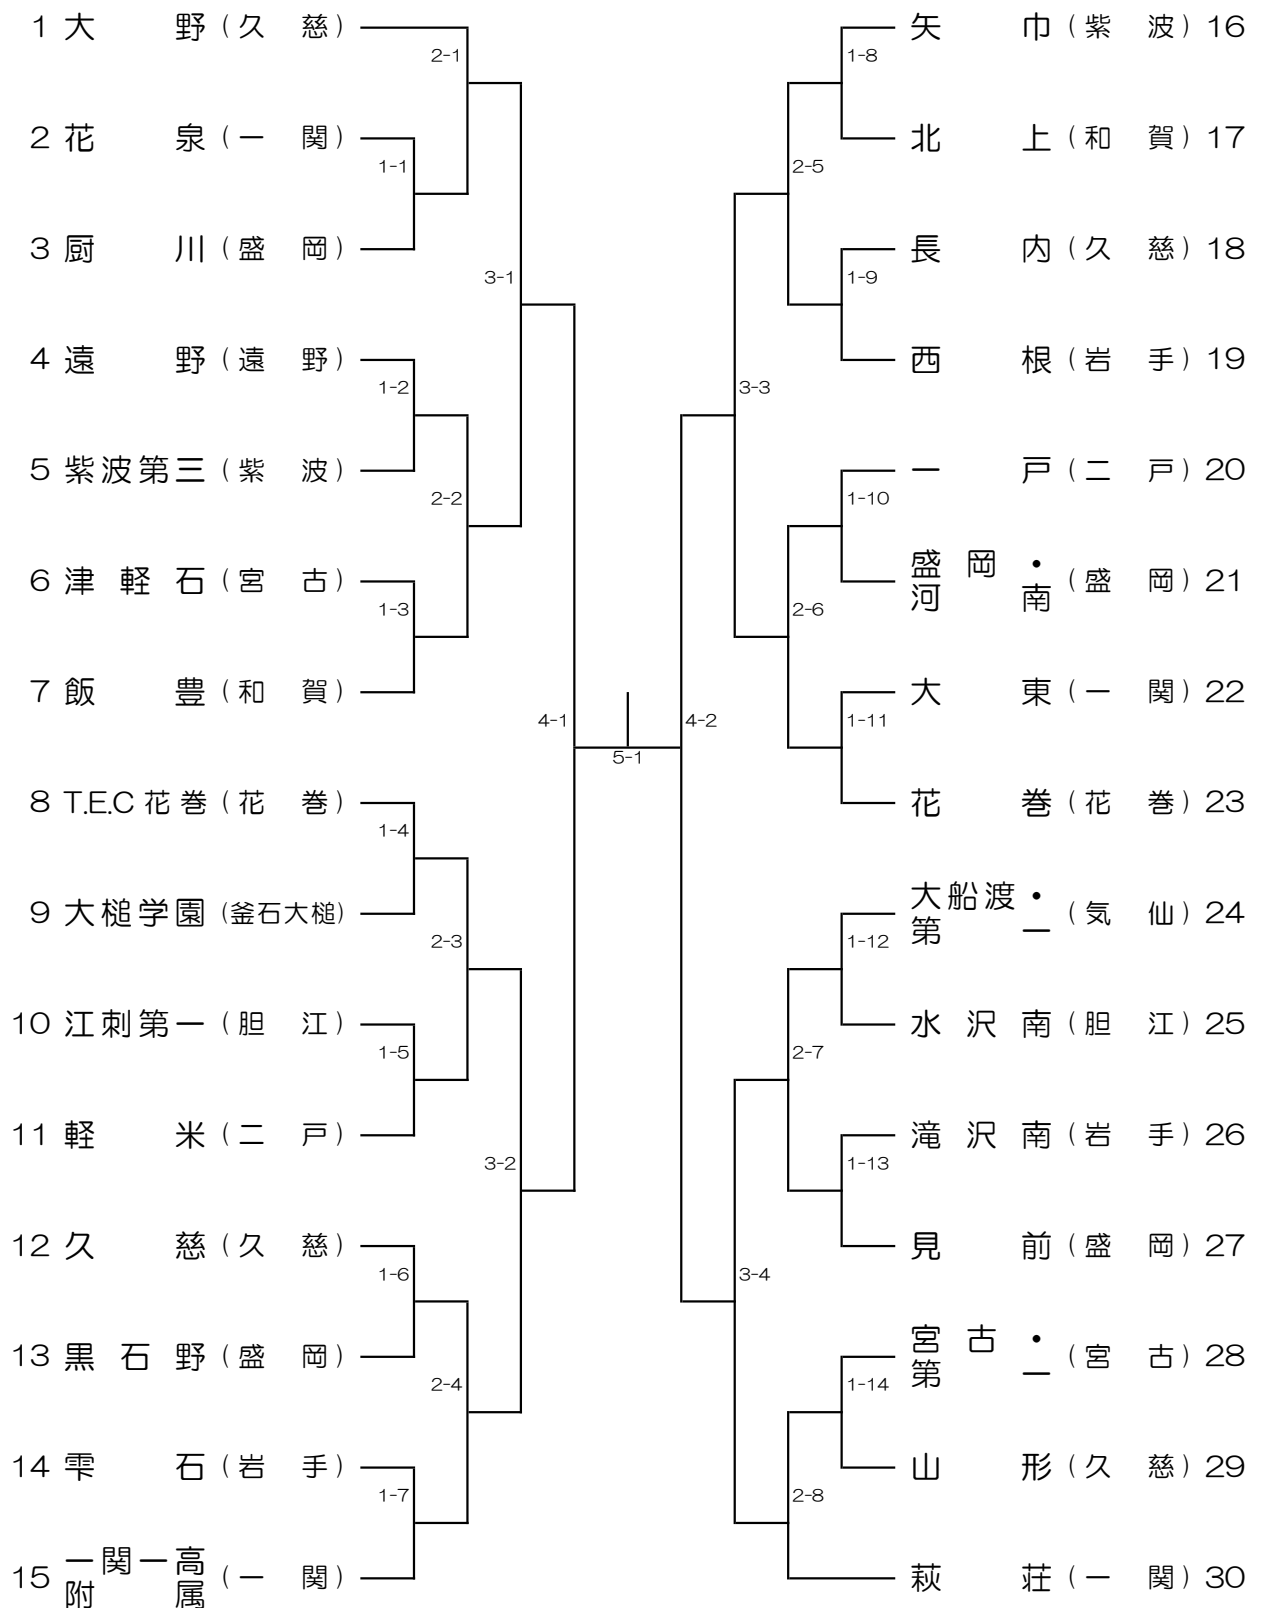 1 大野（久慈）
2-1
2 花泉（一関）
1-1
3 厨川（盛岡）
3-1
4 遠野（遠野）
1-2
5 紫波第三（紫波）
2-2
6 津軽石（宮古）
1-3
7 飯豊（和賀）
4-1
8 T.E.C花巻（花巻）
1-4
9 大槌学園（釜石大槌）
2-3
10 江刺第一（胆江）
1-5
11 軽米（二戸）
3-2
12 久慈（久慈）
1-6
13 黒石野（盛岡）
2-4
14 雫石（岩手）
1-7
15 一関一高附属（一関）
5-1
矢巾（紫波）16
1-8
北上（和賀）17
2-5
長内（久慈）18
1-9
西根（岩手）19
3-3
一戸（二戸）20
1-10
盛岡・河南（盛岡）21
2-6
大東（一関）22
1-11
4-2
花巻（花巻）23
大船渡・第一（気仙）24
1-12
水沢南（胆江）25
2-7
滝沢南（岩手）26
1-13
見前（盛岡）27
3-4
宮古・第一（宮古）28
1-14
山形（久慈）29
2-8
萩荘（一関）30